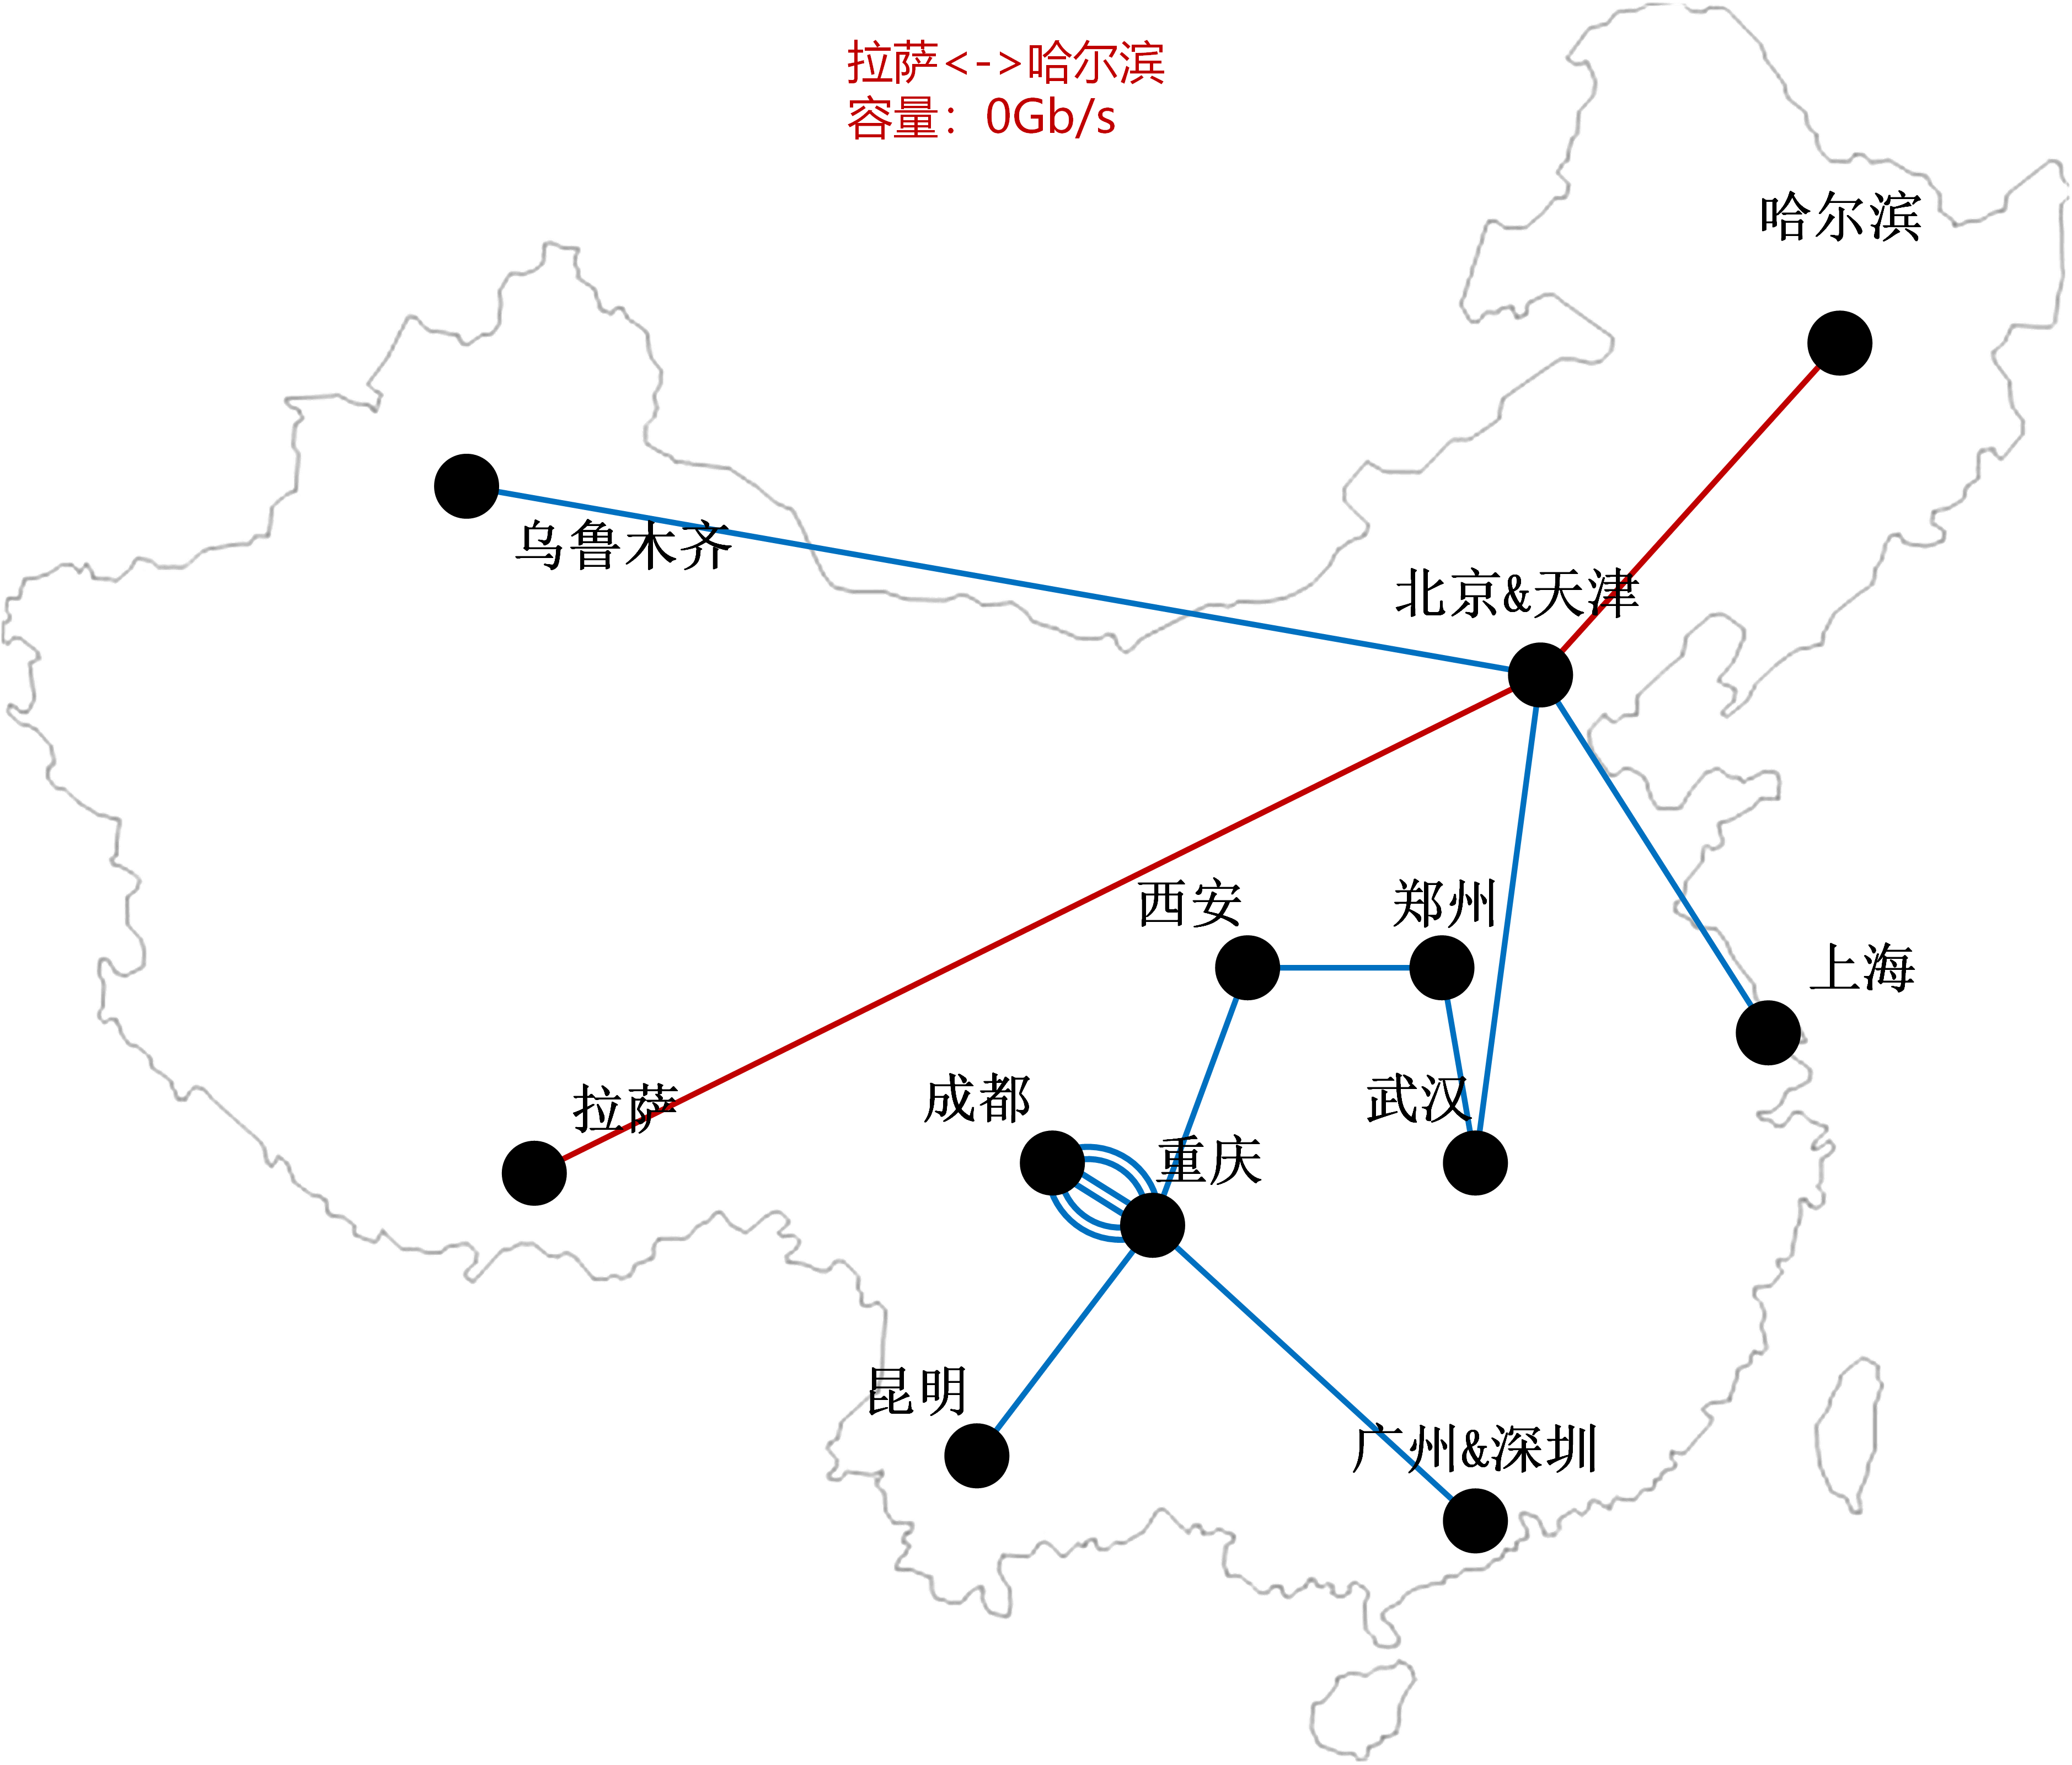 拉萨<->哈尔滨
容量：0Gb/s
哈尔滨
乌鲁木齐
北京&天津
西安
郑州
上海
拉萨
成都
武汉
重庆
昆明
广州&深圳